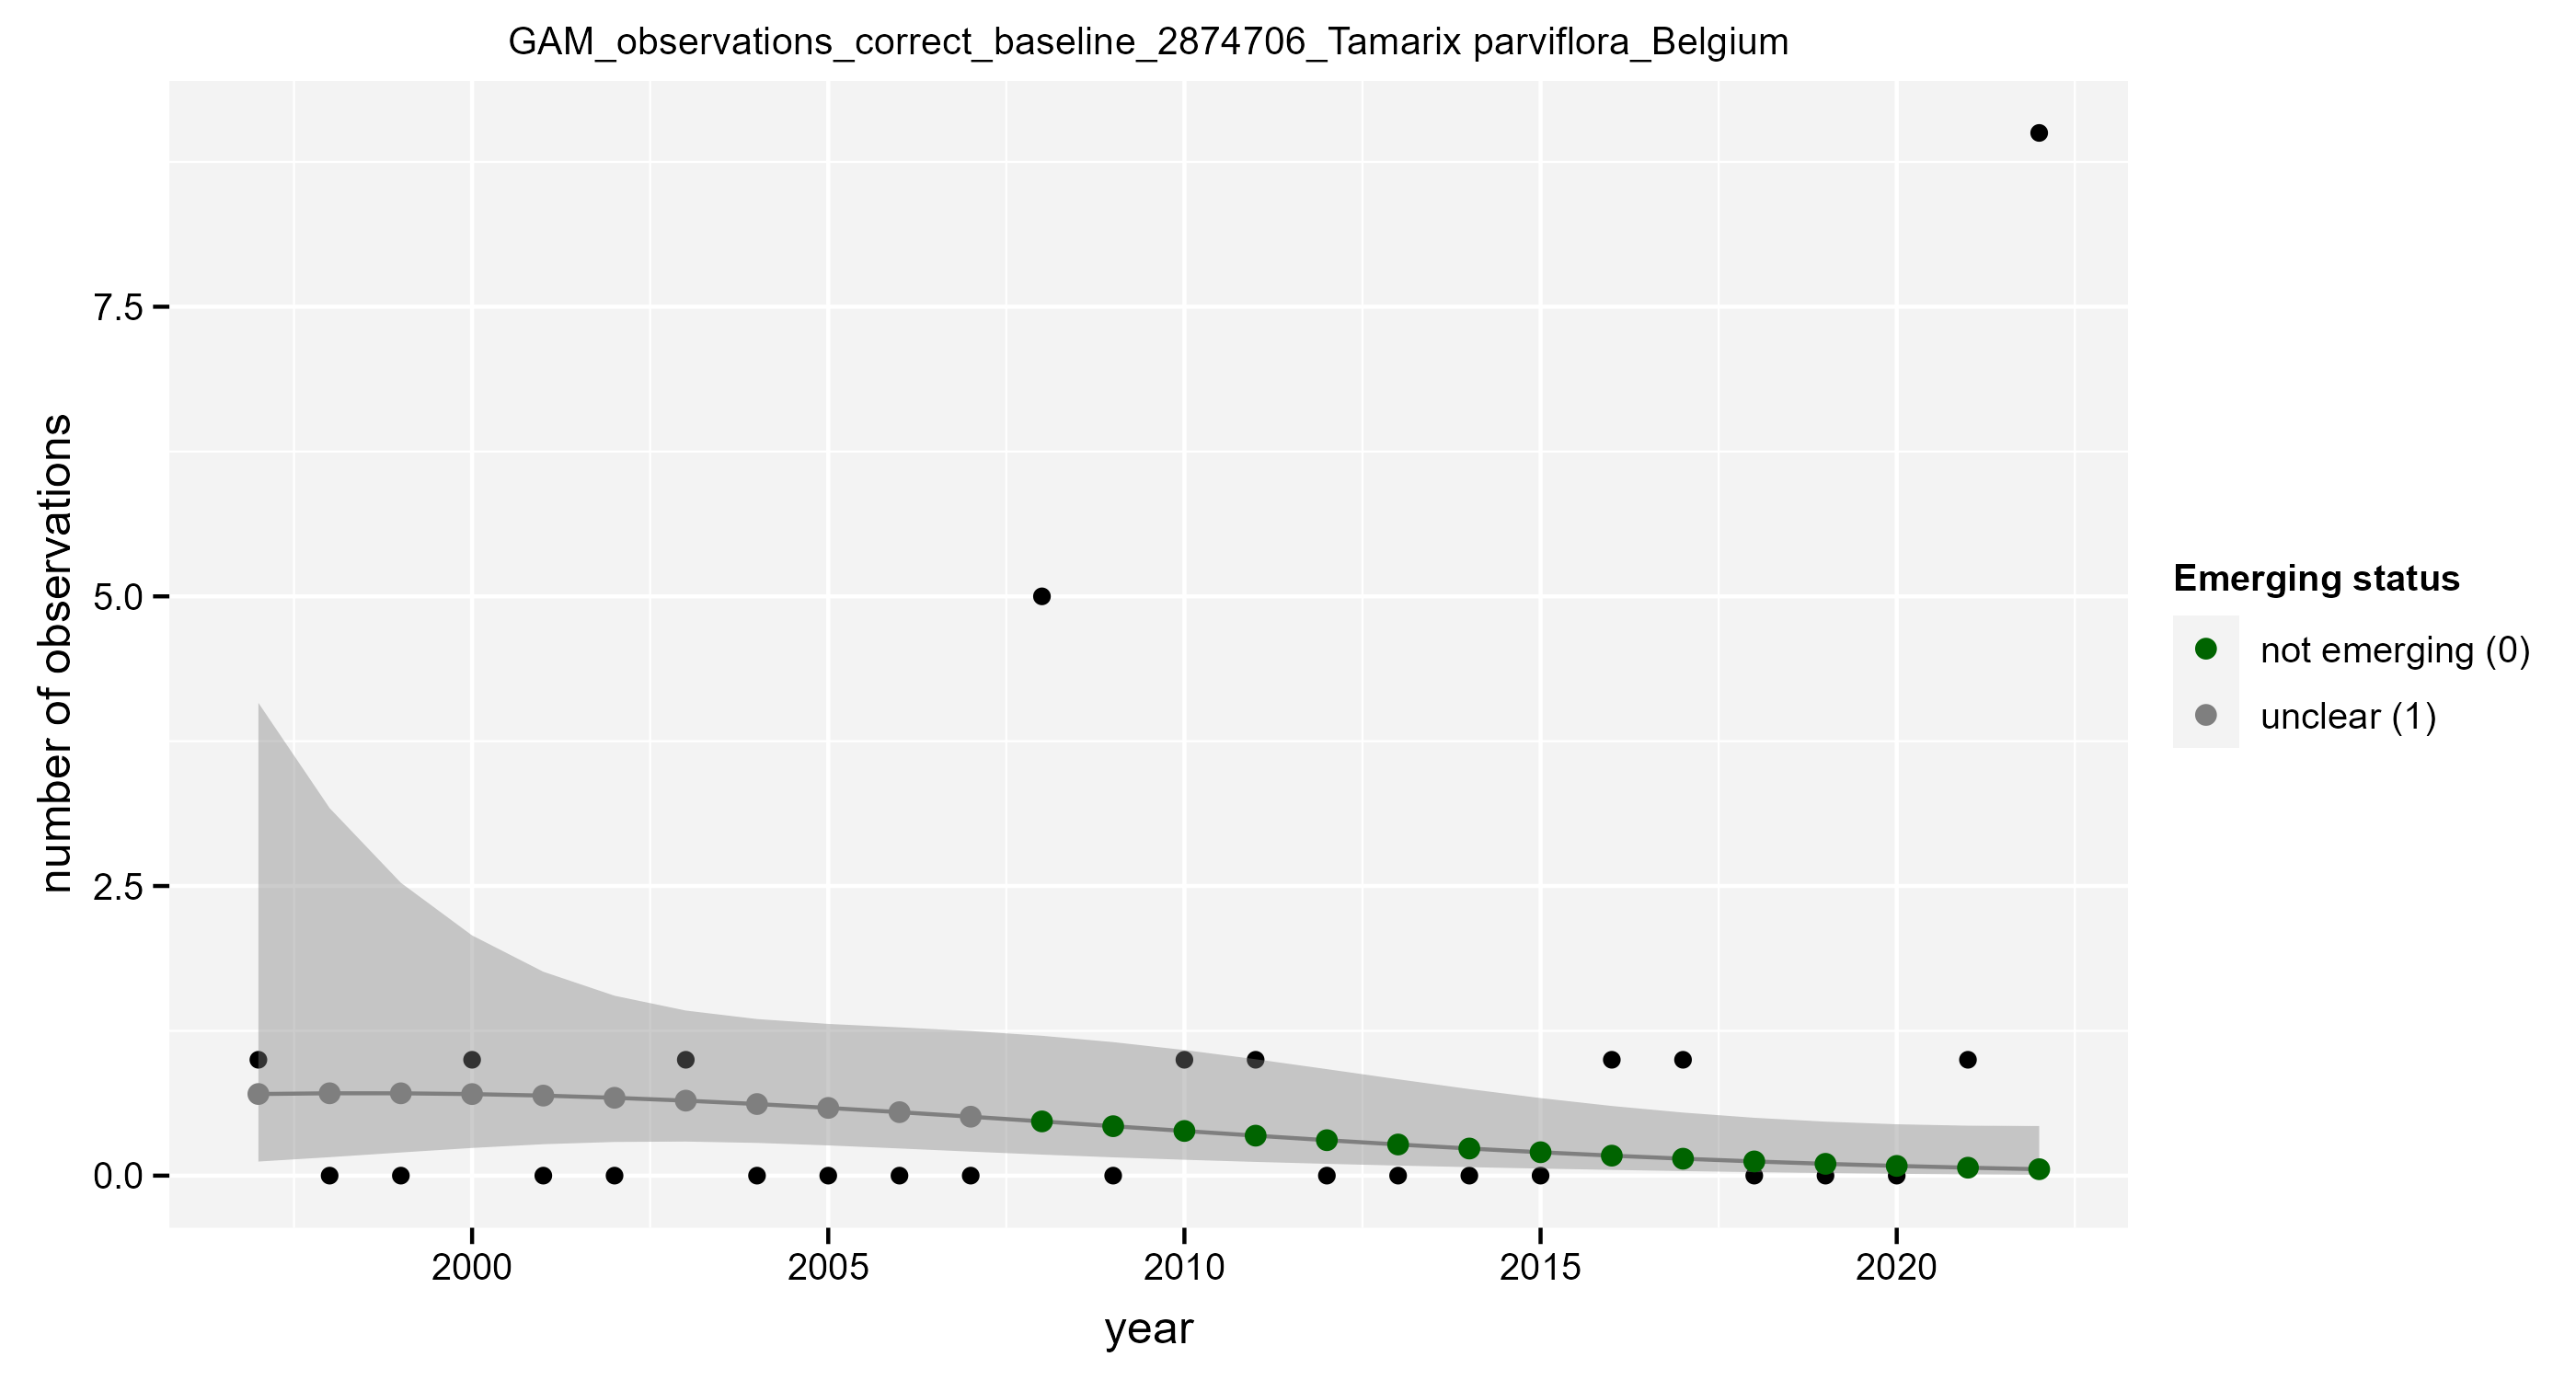 GAM_observations_correct_baseline_2874706_Tamarix parviflora_Belgium
number of observations
7.5
5.0
2.5
0.0
2000
2005
2010
2015
2020
year
Emerging status
not emerging (0)
unclear (1)